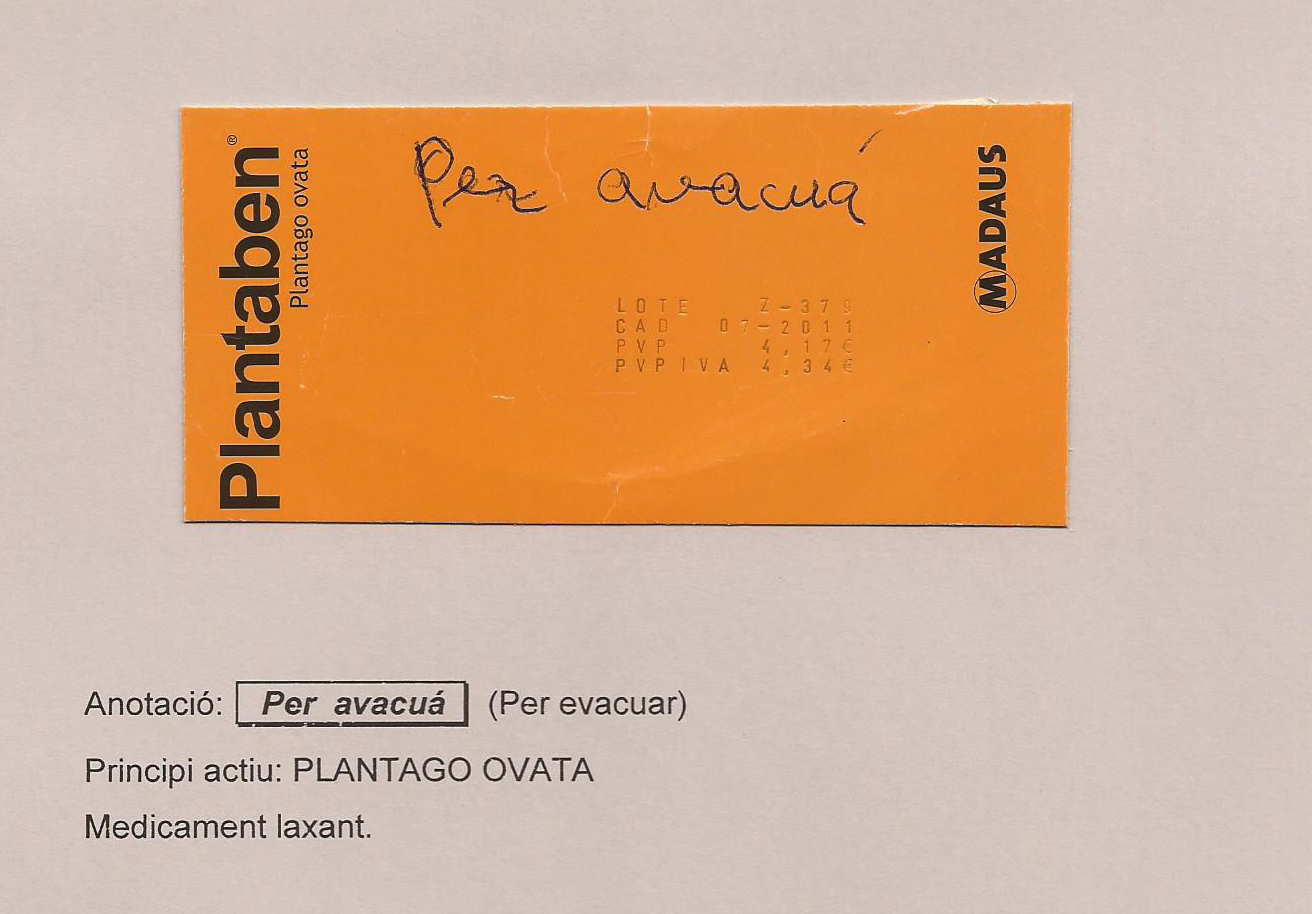 Plantaben®
Plantago ovata
Per avacuá
MADAUS
LOTE Z-379
CAD 07-2011
PVP 4,17€
PVP IVA 4,34€
Anotació: Per avacuá (Per evacuar)
Principi actiu: PLANTAGO OVATA
Medicament laxant.